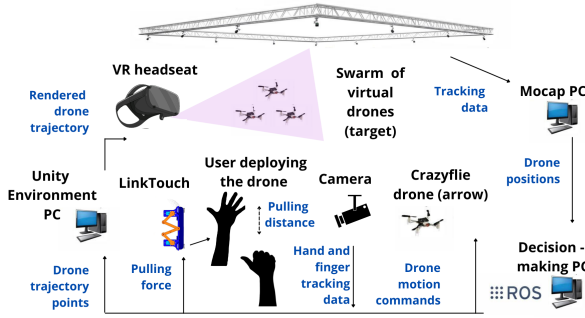 VR headseat
Rendered
drone
trajectory
Swarm of
virtual
drones
(target)
Tracking
data
Mocap PC
Drone
positions
Unity
Environment
PC
LinkTouch
User deploying
the drone
Pulling
distance
Camera
Crazyflie
drone (arrow)
Drone
trajectory
points
Pulling
force
Hand and
finger
tracking
data
Drone
motion
commands
Decision -
making PC
ROS